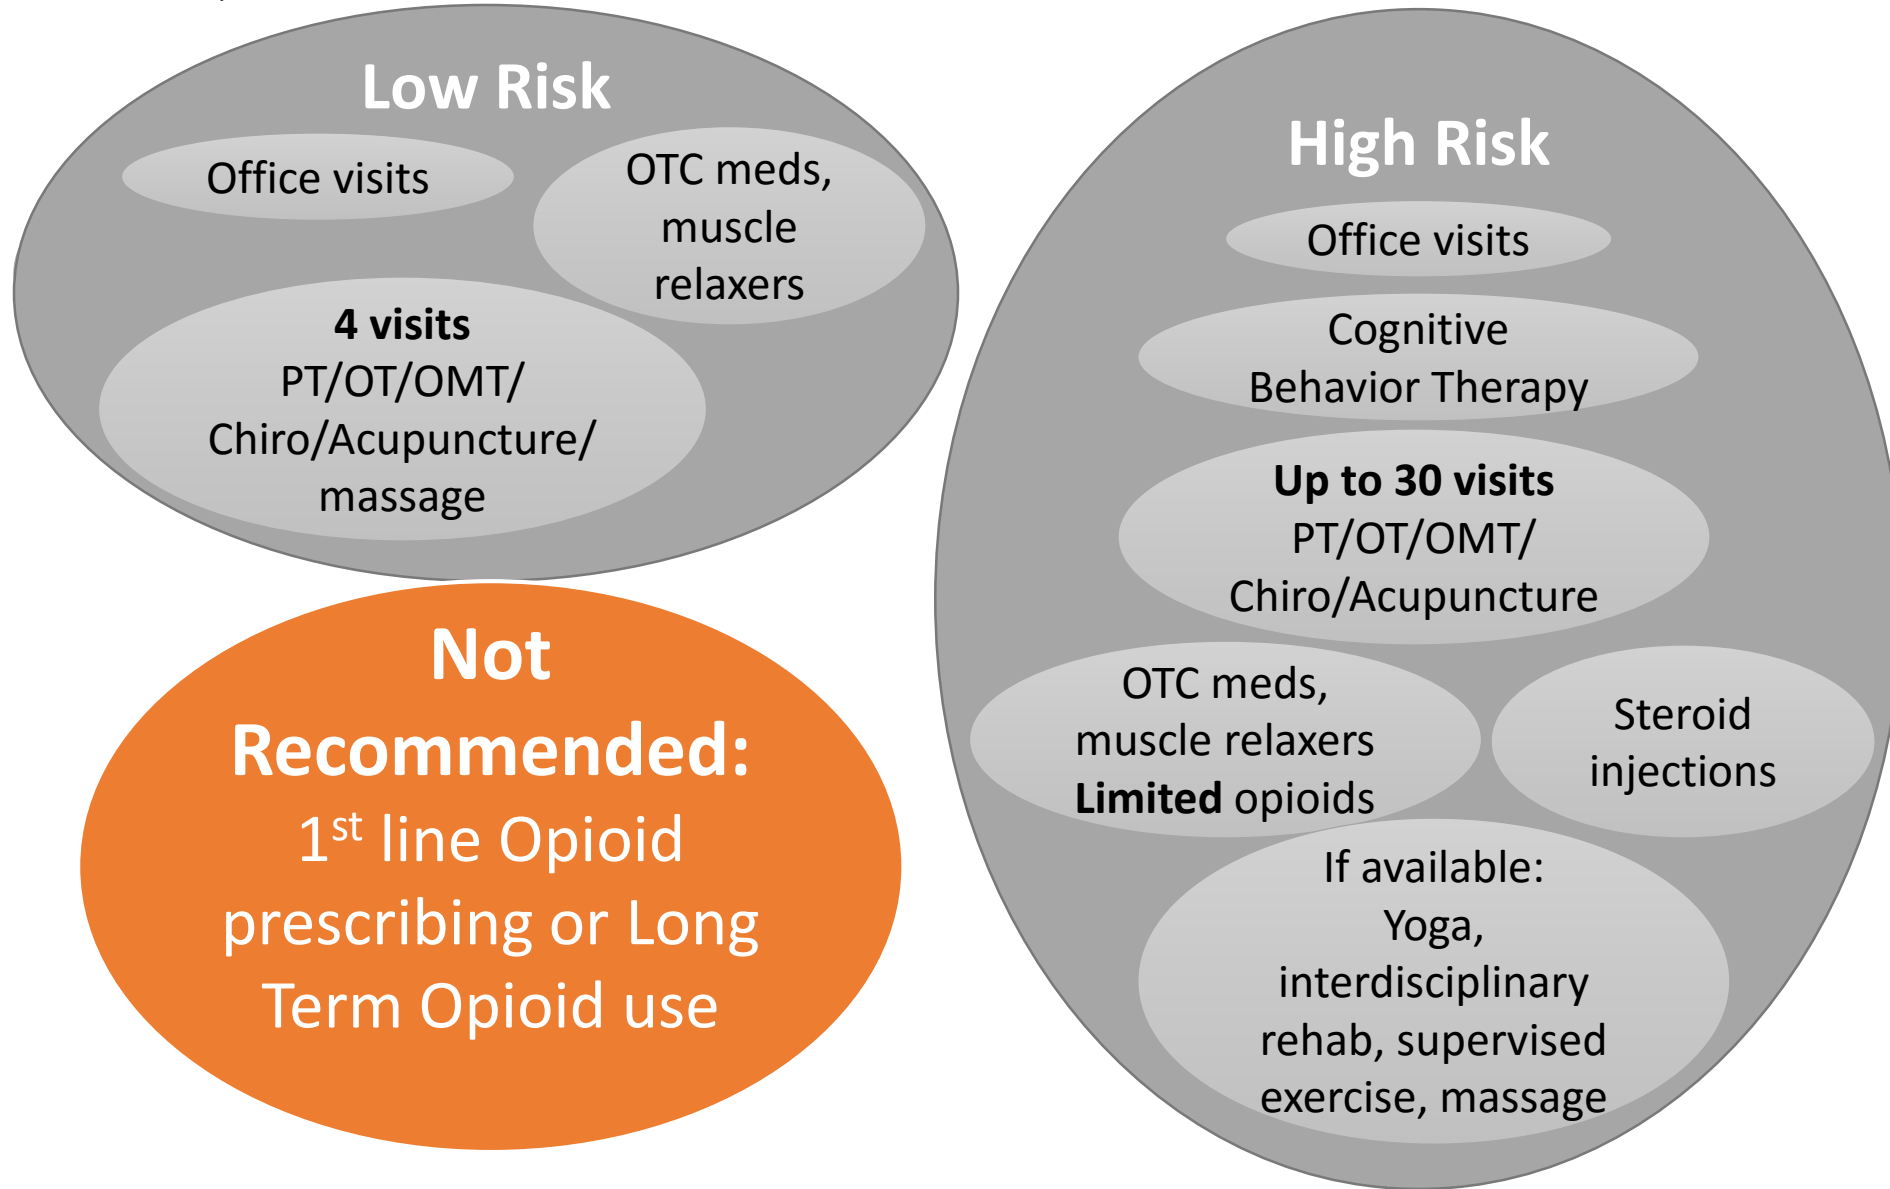 Low Risk
Office visits
OTC meds,
muscle
relaxers
4 visits
PT/OT/OMT/
Chiro/Acupuncture/
massage
Not
Recommended:
1st line Opioid
prescribing or Long
Term Opioid use
High Risk
Office visits
Cognitive
Behavior Therapy
Up to 30 visits
PT/OT/OMT/
Chiro/Acupuncture
OTC meds,
muscle relaxers
Limited opioids
Steroid
injections
If available:
Yoga,
interdisciplinary
rehab, supervised
exercise, massage